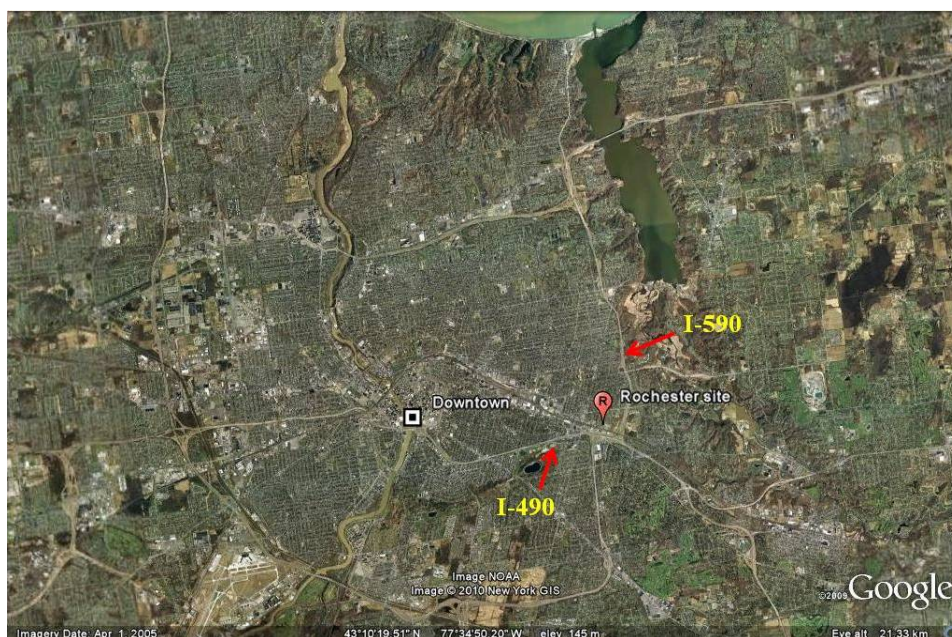 I-590
Rochester site
R
Downtown
I-490
Image NOAA
Image © 2010 New York GIS
©2009 Google
Imagery Date: Apr 1, 2005 43°10'19.51" N 77°34'50.20" W elev 145 m Eye alt 21.33 km